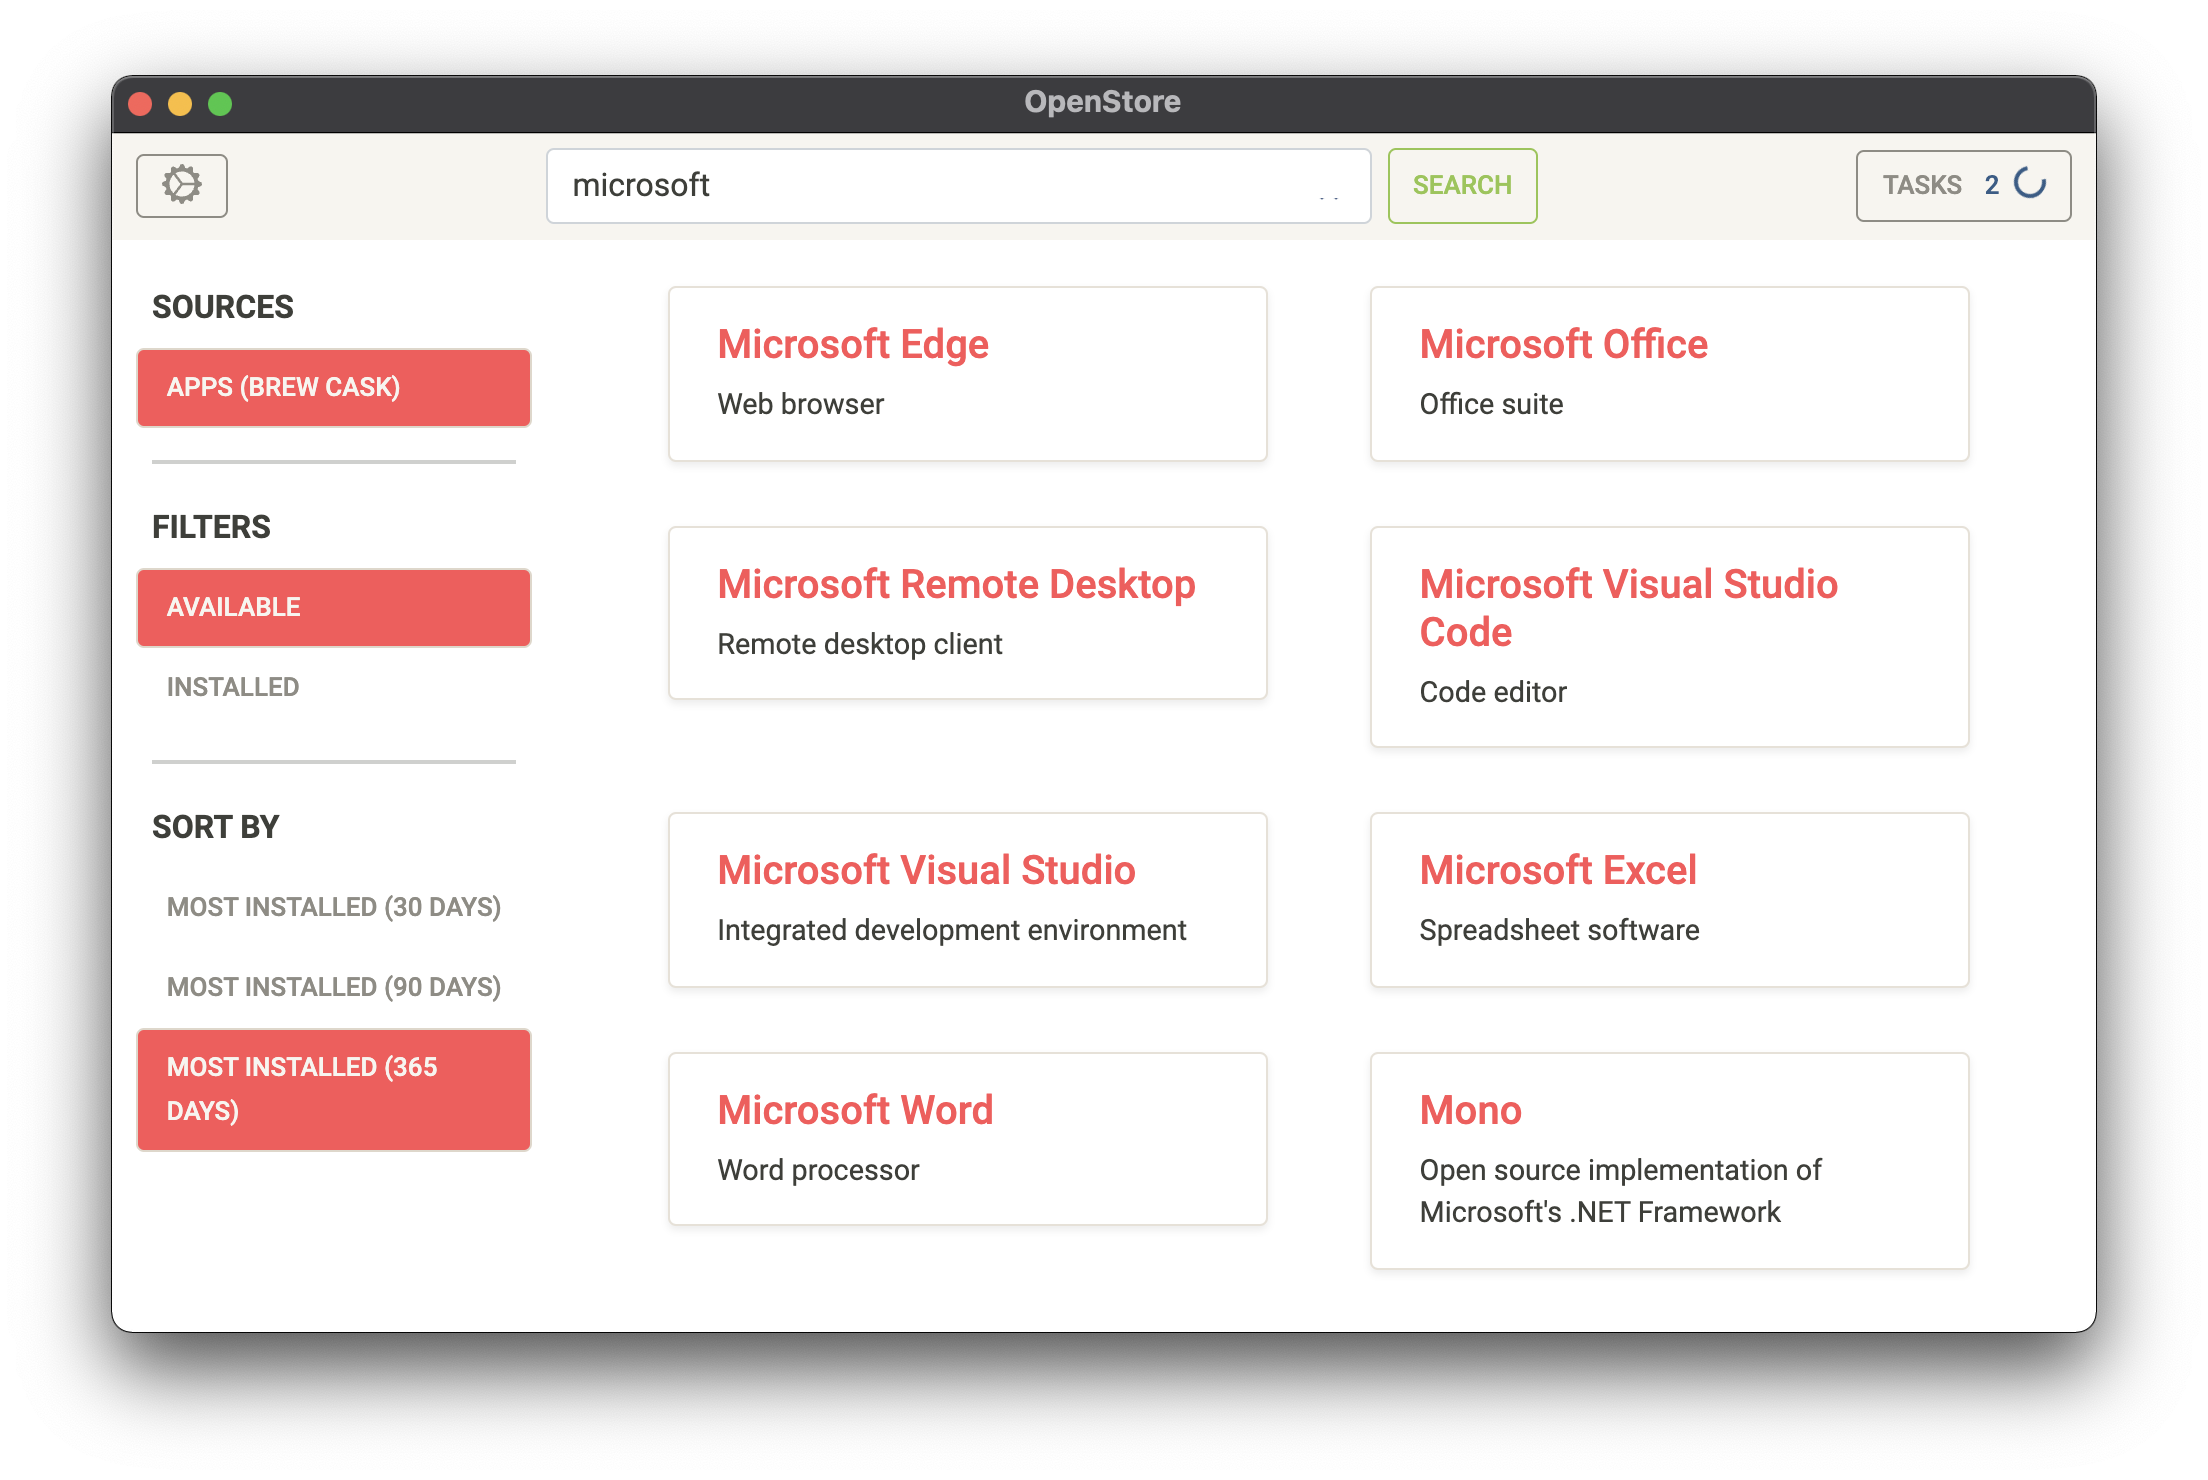 OpenStore
microsoft
SEARCH
TASKS 2
SOURCES
APPS (BREW CASK)
FILTERS
AVAILABLE
INSTALLED
SORT BY
MOST INSTALLED (30 DAYS)
MOST INSTALLED (90 DAYS)
MOST INSTALLED (365
DAYS)
Microsoft Edge
Web browser
Microsoft Office
Office suite
Microsoft Remote Desktop
Remote desktop client
Microsoft Visual Studio
Code
Code editor
Microsoft Visual Studio
Integrated development environment
Microsoft Excel
Spreadsheet software
Microsoft Word
Word processor
Mono
Open source implementation of
Microsoft's .NET Framework